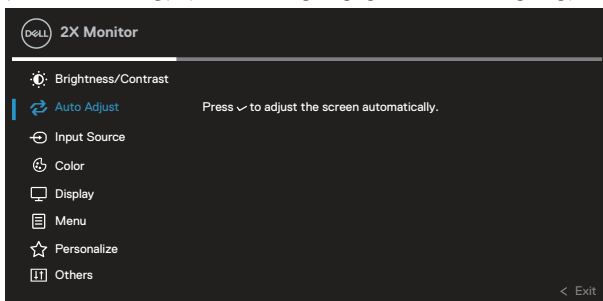 DELL 2X Monitor
Brightness/Contrast
Auto Adjust Press ✓ to adjust the screen automatically.
Input Source
Color
Display
Menu
Personalize
Others
< Exit